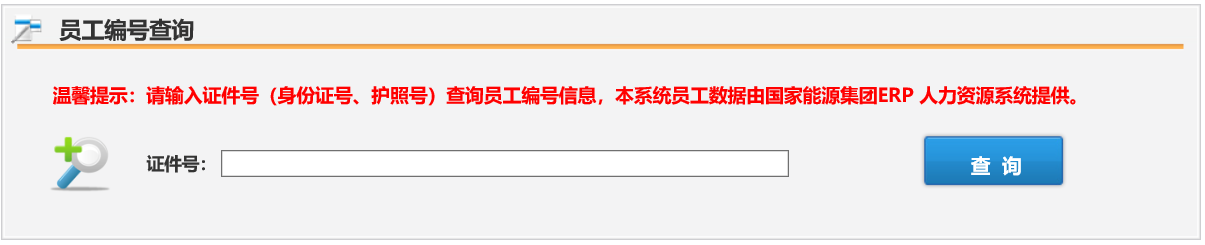 员工编号查询
温馨提示：请输入证件号（身份证号、护照号）查询员工编号信息，本系统员工数据由国家能源集团ERP 人力资源系统提供。
证件号：
查 询